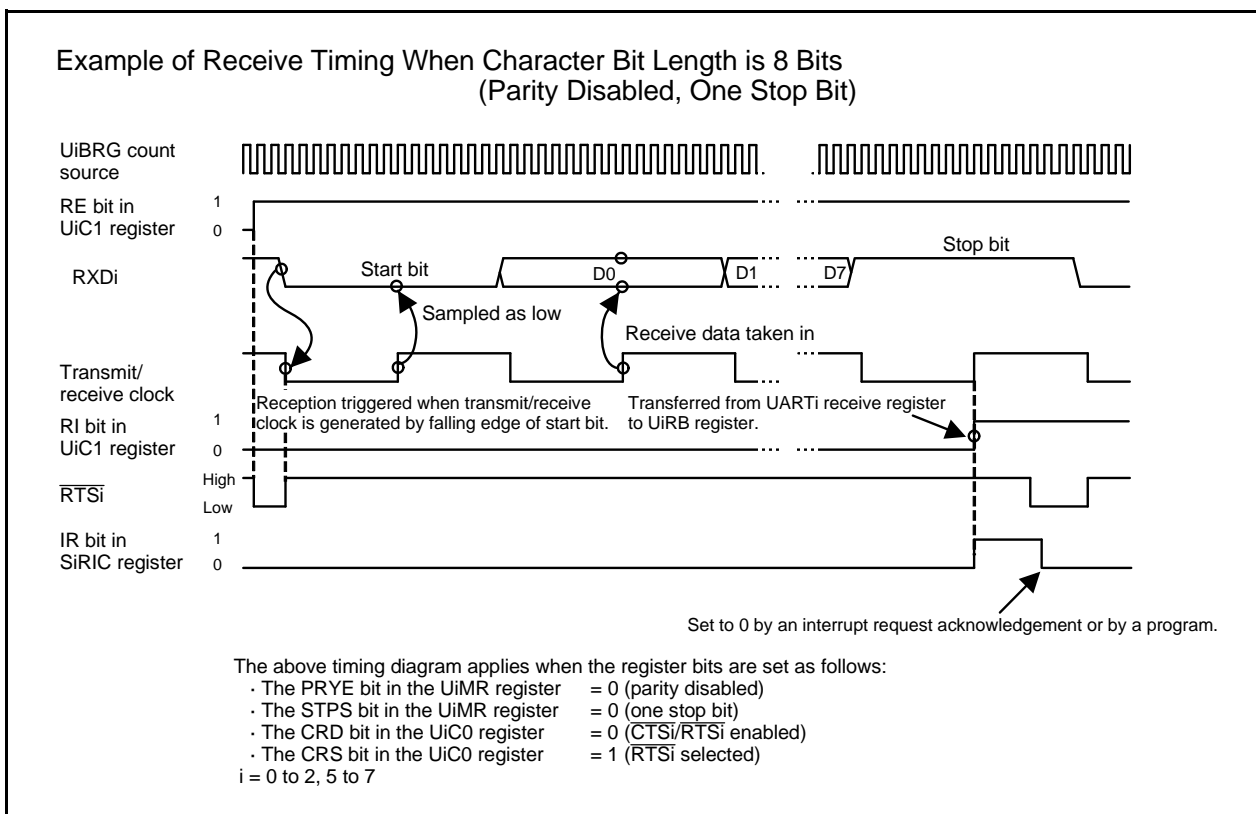 Example of Receive Timing When Character Bit Length is 8 Bits
(Parity Disabled, One Stop Bit)
UiBRG count
source
RE bit in
UiC1 register
1
0
RXDi
Start bit
D0
D1
D7
Stop bit
Sampled as low
Receive data taken in
Transmit/
receive clock
Reception triggered when transmit/receive
clock is generated by falling edge of start bit.
Transferred from UARTi receive register
to UiRB register.
RI bit in
UiC1 register
1
0
RTSi
High
Low
IR bit in
SiRIC register
1
0
Set to 0 by an interrupt request acknowledgement or by a program.
The above timing diagram applies when the register bits are set as follows:
· The PRYE bit in the UiMR register = 0 (parity disabled)
· The STPS bit in the UiMR register = 0 (one stop bit)
· The CRD bit in the UiC0 register = 0 (CTSi/RTSi enabled)
· The CRS bit in the UiC0 register = 1 (RTSi selected)
i = 0 to 2, 5 to 7